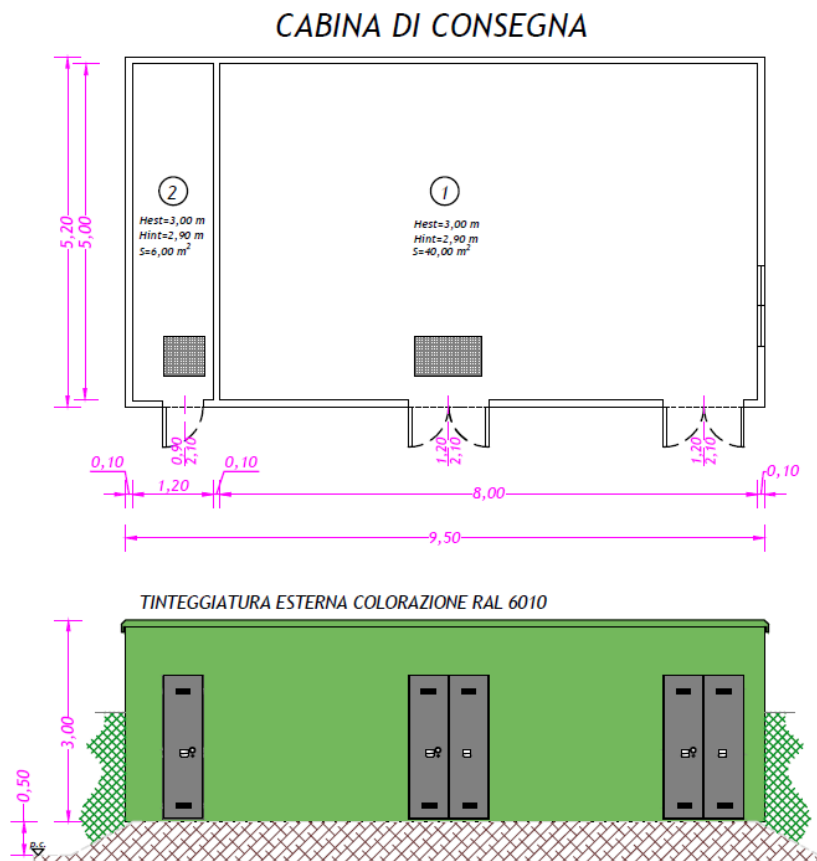 CABINA DI CONSEGNA
2
Hest=3,00 m
Hint=2,90 m
S=6,00 m²
1
Hest=3,00 m
Hint=2,90 m
S=40,00 m²
5,20
5,00
0,90
2,10
1,20
2,10
1,20
2,10
0,10
1,20
0,10
8,00
0,10
9,50
TINTEGGIATURA ESTERNA COLORAZIONE RAL 6010
3,00
0,50
p.c.